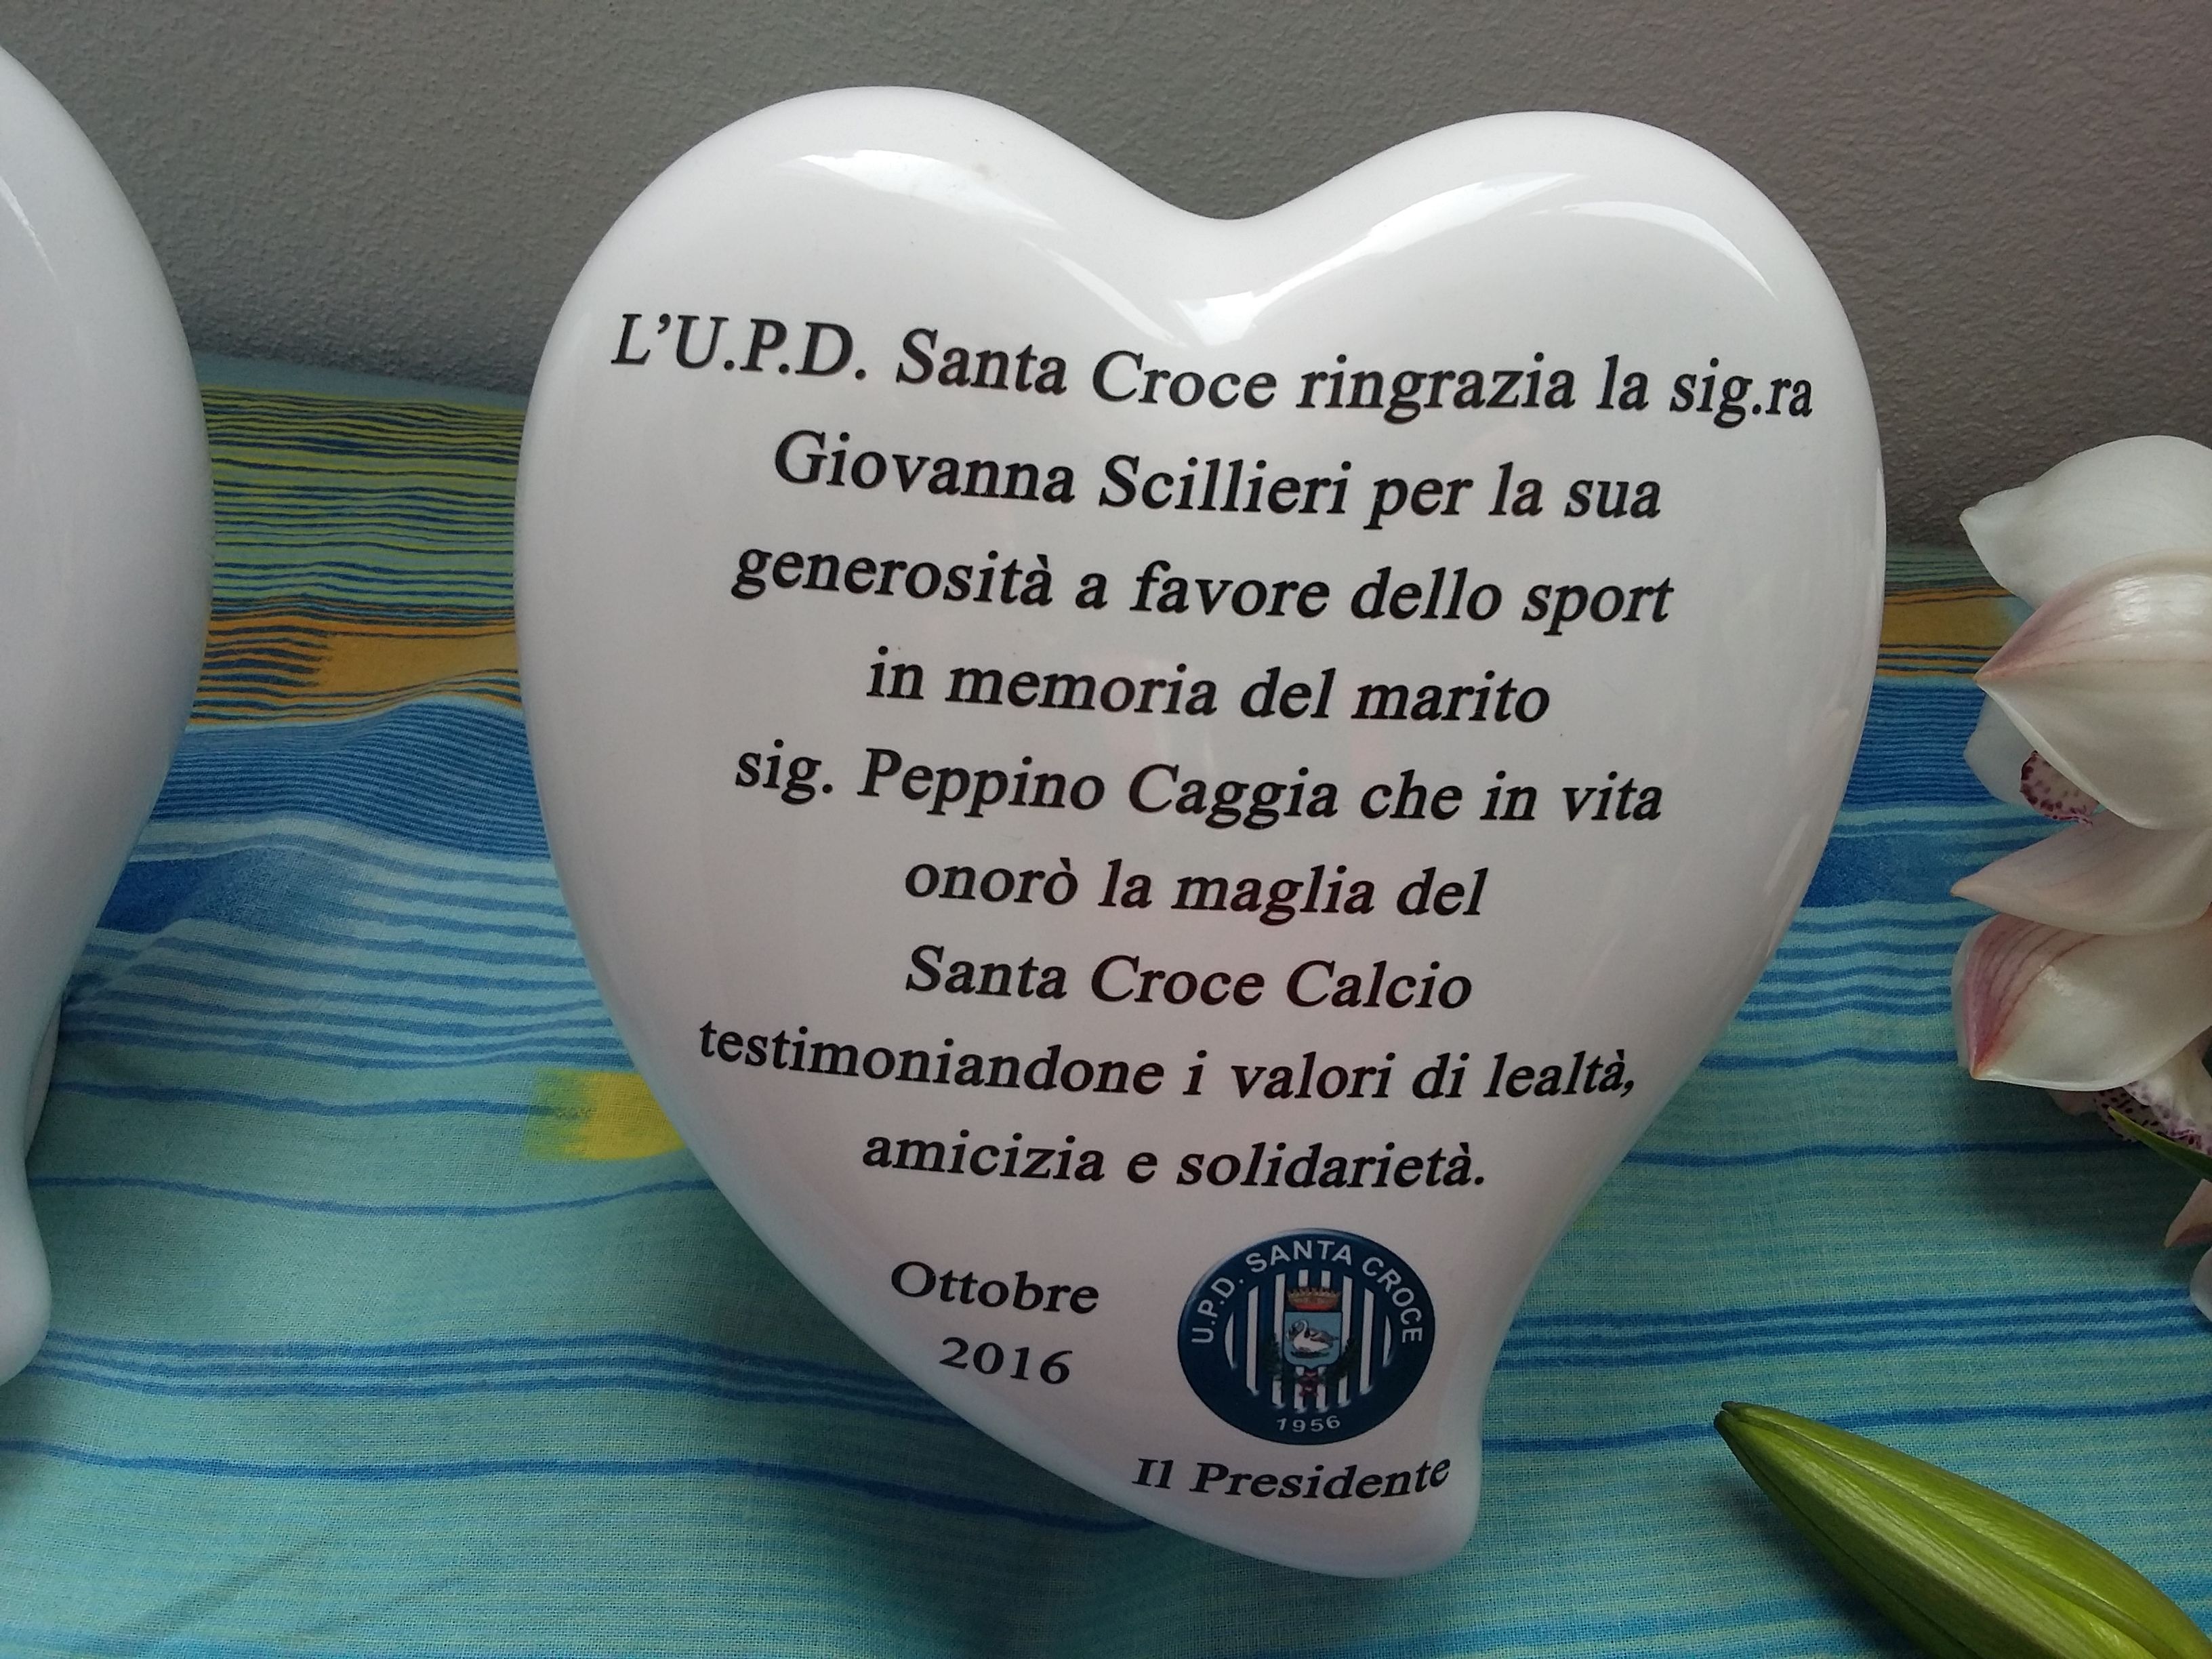 L'U.P.D. Santa Croce ringrazia la sig.ra
Giovanna Scillieri per la sua
generosità a favore dello sport
in memoria del marito
sig. Peppino Caggia che in vita
onorò la maglia del
Santa Croce Calcio
testimoniandone i valori di lealtà,
amicizia e solidarietà.
Ottobre
2016
U.P.D. SANTA CROCE
1956
Il Presidente